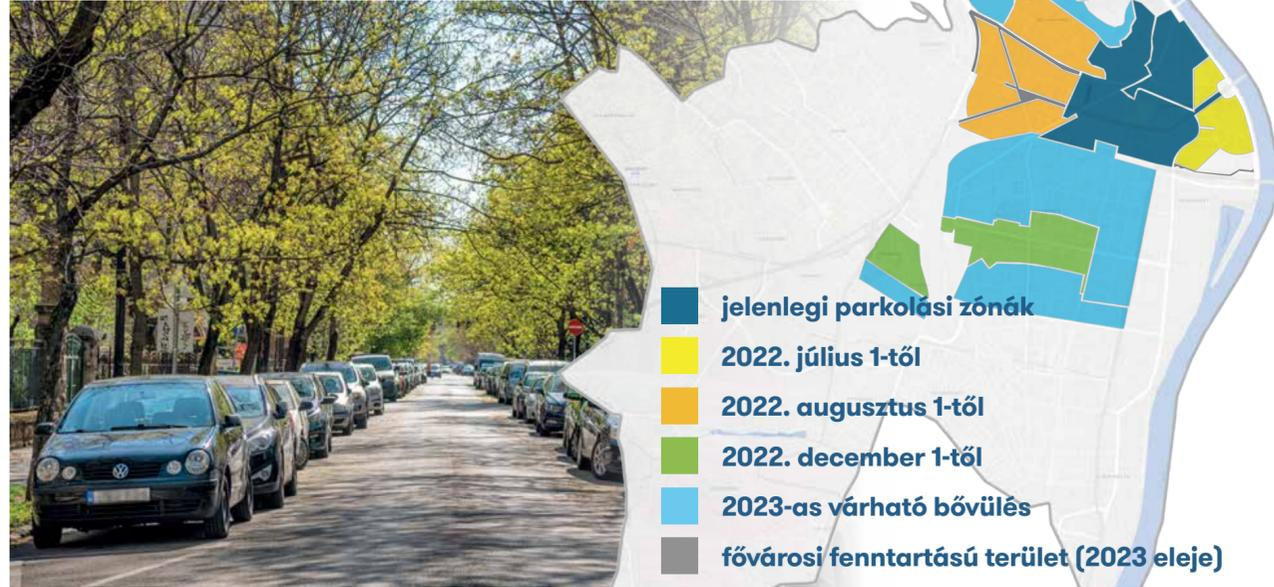 jelenlegi parkolási zónák
2022. július 1-től
2022. augusztus 1-től
2022. december 1-től
2023-as várható bővülés
fővárosi fenntartású terület (2023 eleje)